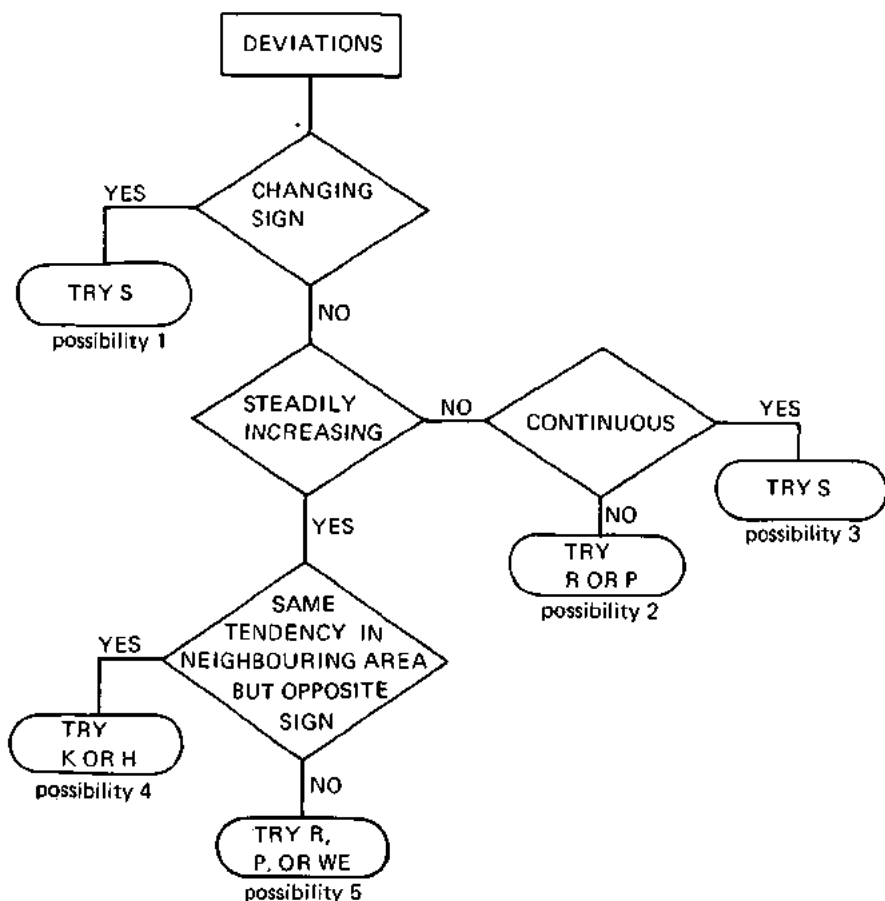 DEVIATIONS
CHANGING
SIGN
YES
TRY S
possibility 1
NO
STEADILY
INCREASING
NO
CONTINUOUS
YES
TRY S
possibility 3
NO
TRY
R OR P
possibility 2
YES
SAME
TENDENCY IN
NEIGHBOURING AREA
BUT OPPOSITE
SIGN
YES
TRY
K OR H
possibility 4
NO
TRY R,
P, OR WE
possibility 5